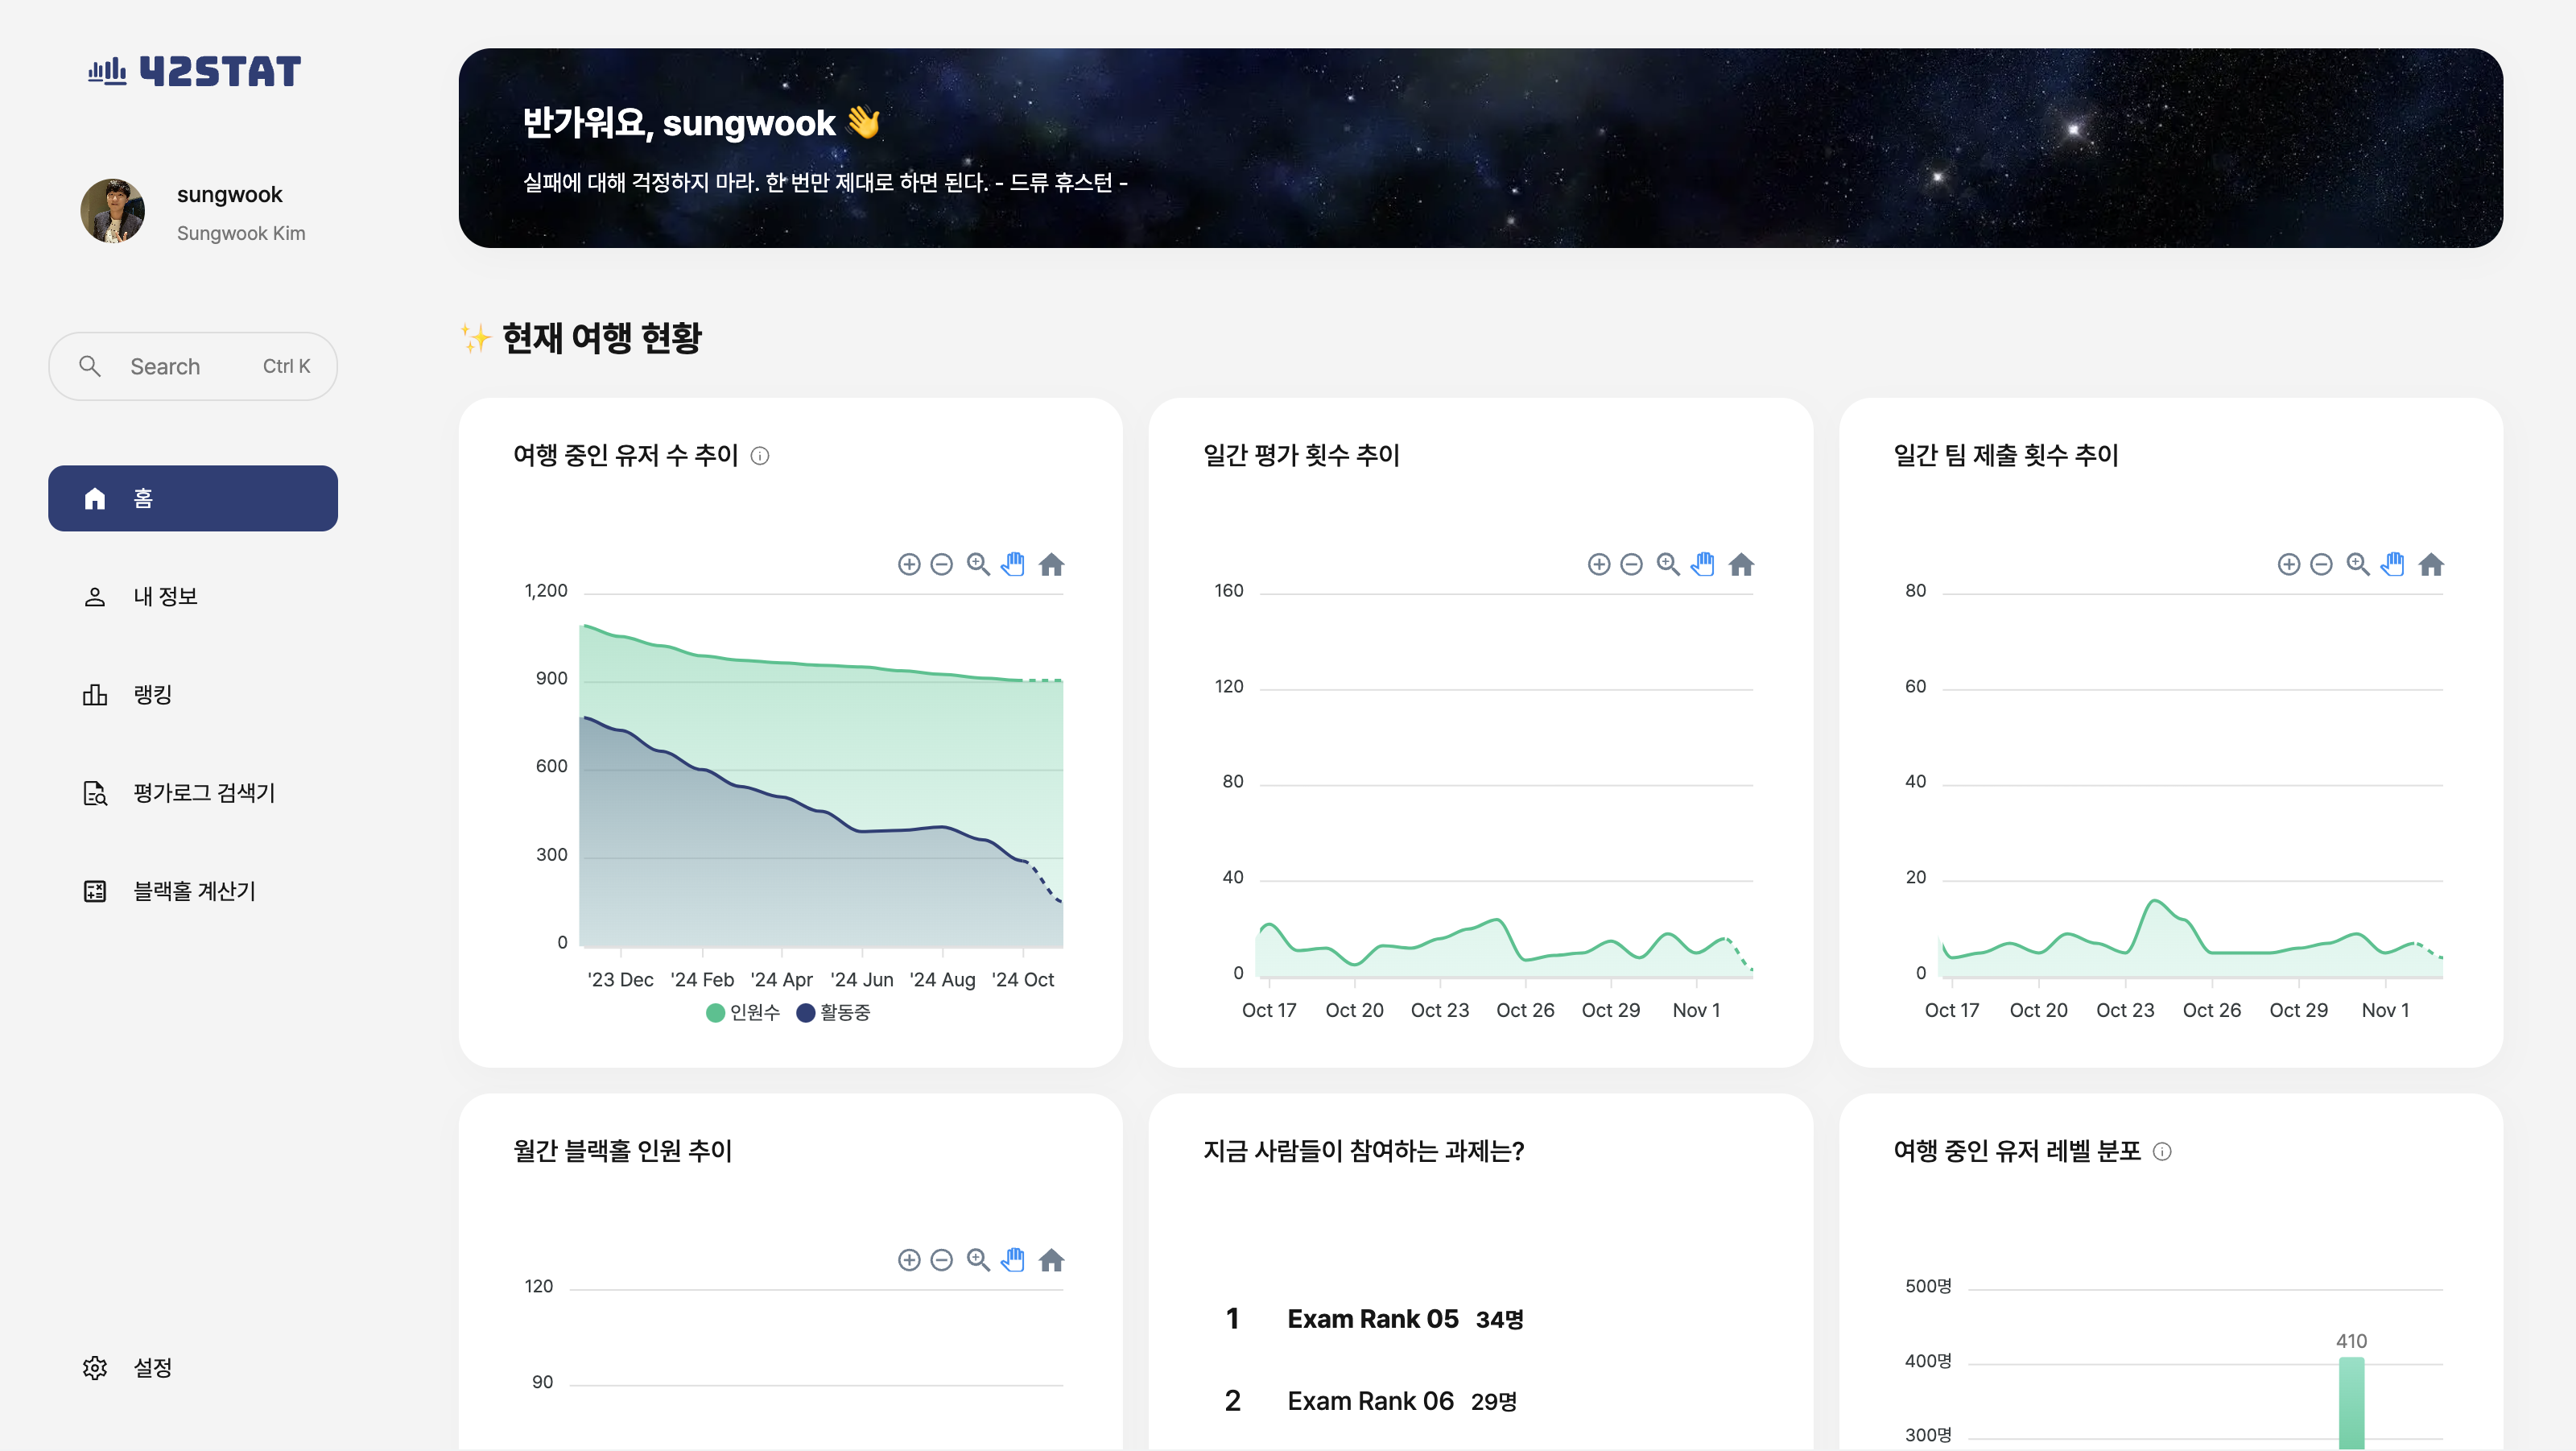 42STAT
sungwook
Sungwook Kim
Search Ctrl K
홈
내 정보
랭킹
평가로그 검색기
블랙홀 계산기
설정
반가워요, sungwook 👋
실패에 대해 걱정하지 마라. 한 번만 제대로 하면 된다. - 드류 휴스턴 -
✨ 현재 여행 현황
여행 중인 유저 수 추이
1,200
900
600
300
0
'23 Dec '24 Feb '24 Apr '24 Jun '24 Aug '24 Oct
인원수 활동중
일간 평가 횟수 추이
160
120
80
40
0
Oct 17 Oct 20 Oct 23 Oct 26 Oct 29 Nov 1
일간 팀 제출 횟수 추이
80
60
40
20
0
Oct 17 Oct 20 Oct 23 Oct 26 Oct 29 Nov 1
월간 블랙홀 인원 추이
120
90
지금 사람들이 참여하는 과제는?
1 Exam Rank 05 34명
2 Exam Rank 06 29명
여행 중인 유저 레벨 분포
500명
410
400명
300명